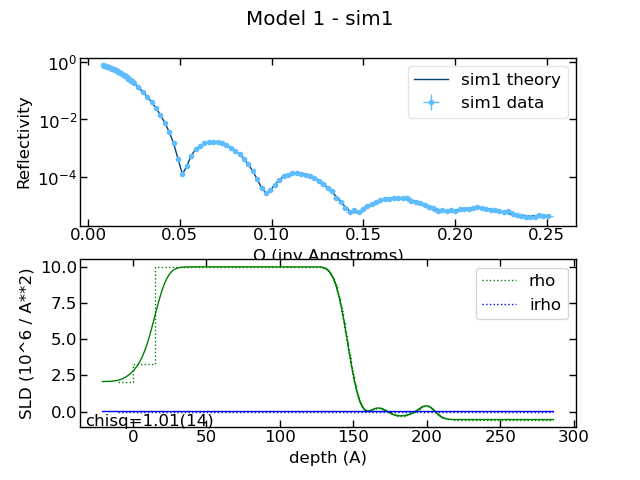 Model 1 - sim1
10^0
10^-2
10^-4
Reflectivity
sim1 theory
sim1 data
0.00 0.05 0.10 0.15 0.20 0.25
Q (inv Angstroms)
10.0
7.5
5.0
2.5
0.0
SLD (10^6 / A**2)
rho
irho
chisq=1.01(14)
0 50 100 150 200 250 300
depth (A)